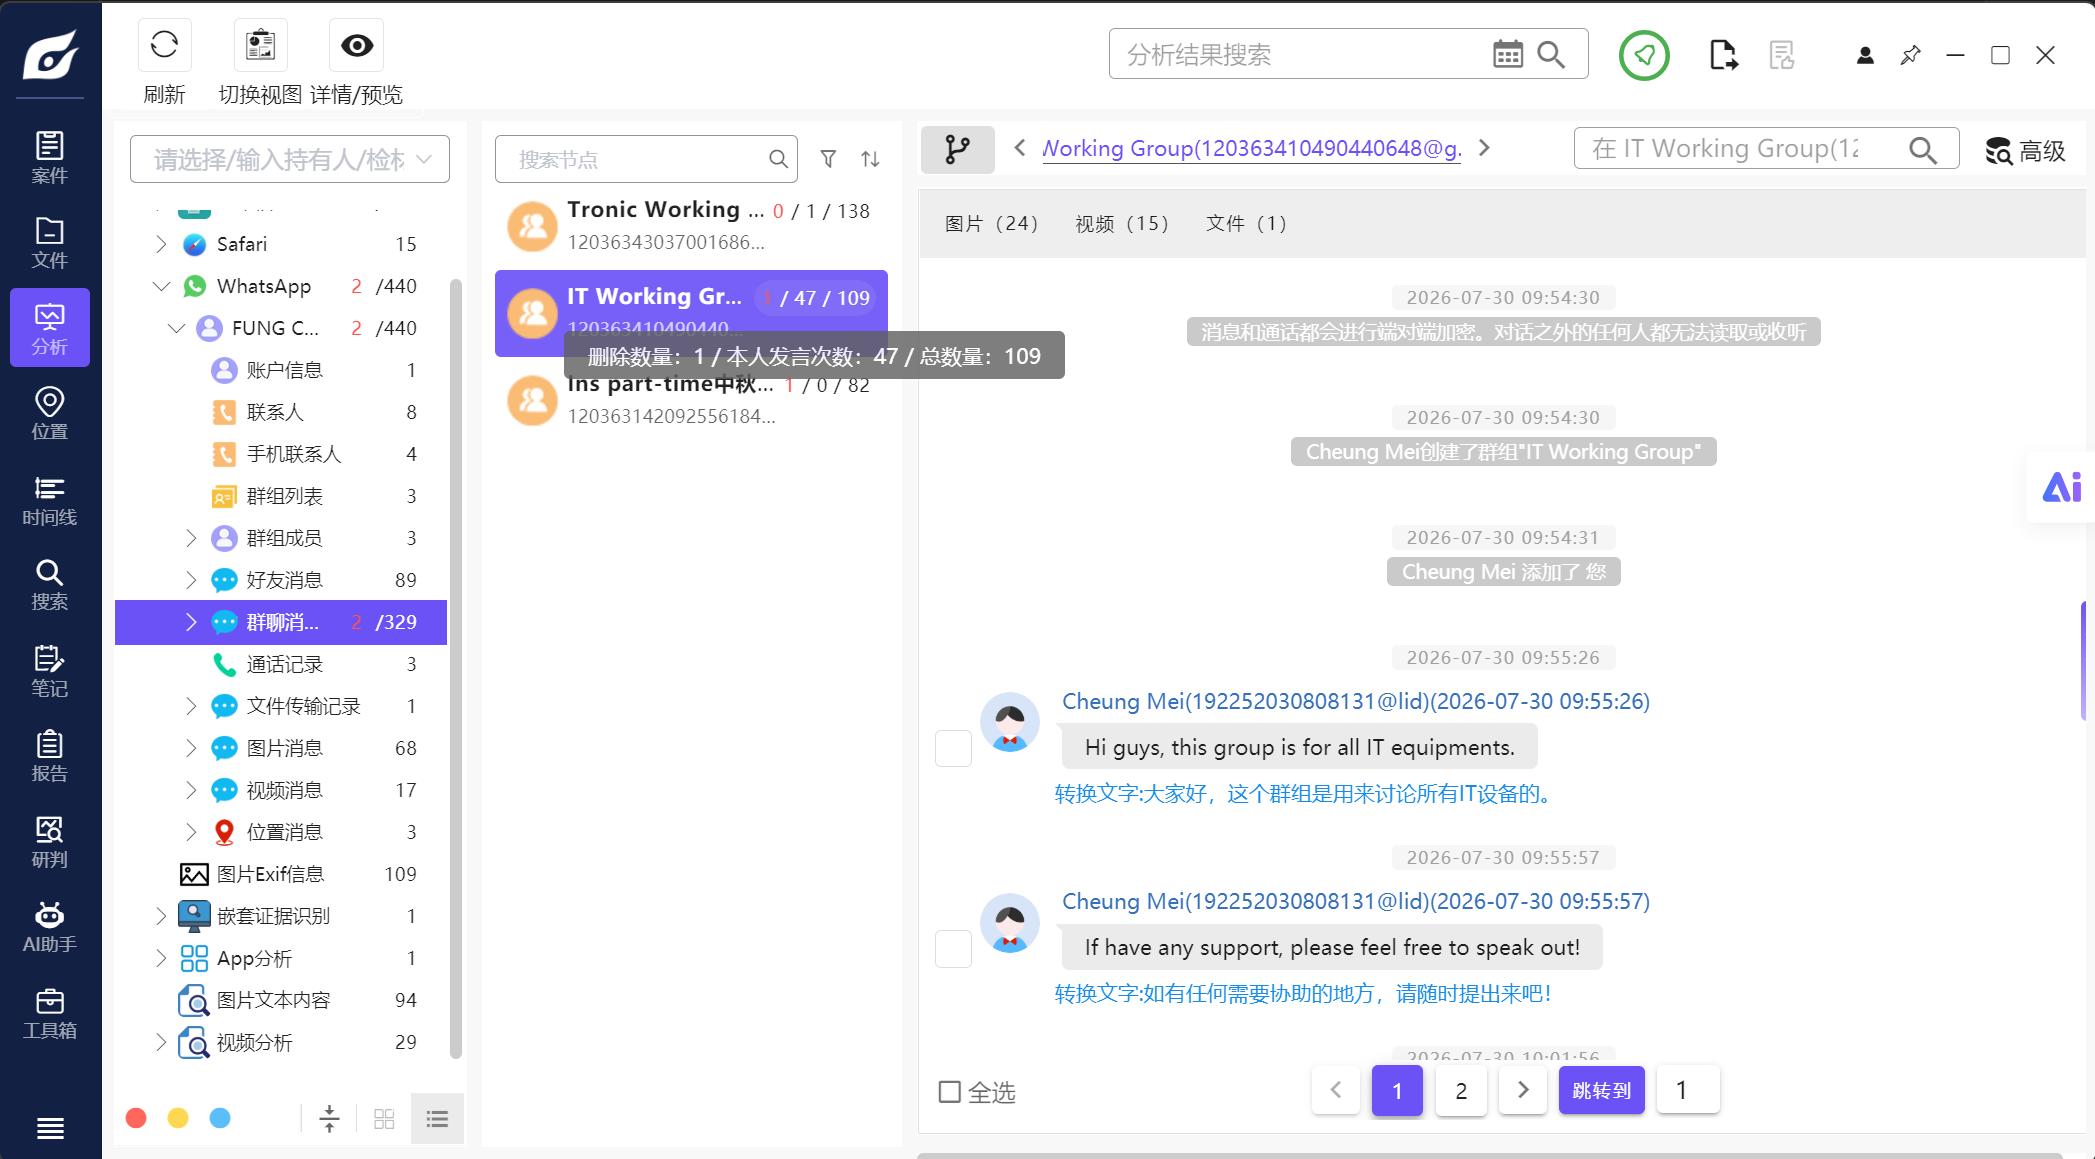 刷新
切换视图
详情/预览
分析结果搜索
案件
文件
分析
位置
时间线
搜索
笔记
报告
研判
AI助手
工具箱
请选择/输入持有人/检材
Safari 15
WhatsApp 2 /440
FUNG C... 2 /440
账户信息 1
联系人 8
手机联系人 4
群组列表 3
群组成员 3
好友消息 89
群聊消... 2 /329
通话记录 3
文件传输记录 1
图片消息 68
视频消息 17
位置消息 3
图片Exif信息 109
嵌套证据识别 1
App分析 1
图片文本内容 94
视频分析 29
搜索节点
Tronic Working ... 0 / 1 / 138
12036343037001686...
IT Working Gr... 1 / 47 / 109
120363410490440...
删除数量：1 / 本人发言次数：47 / 总数量：109
Ins part-time中秋... 1 / 0 / 82
120363142092556184...
Working Group(120363410490440648@g.
在 IT Working Group(12
高级
图片（24） 视频（15） 文件（1）
2026-07-30 09:54:30
消息和通话都会进行端对端加密。对话之外的任何人都无法读取或收听
2026-07-30 09:54:30
Cheung Mei创建了群组"IT Working Group"
2026-07-30 09:54:31
Cheung Mei 添加了 您
2026-07-30 09:55:26
Cheung Mei(192252030808131@lid)(2026-07-30 09:55:26)
Hi guys, this group is for all IT equipments.
转换文字:大家好，这个群组是用来讨论所有IT设备的。
2026-07-30 09:55:57
Cheung Mei(192252030808131@lid)(2026-07-30 09:55:57)
If have any support, please feel free to speak out!
转换文字:如有任何需要协助的地方，请随时提出来吧！
2026-07-30 10:01:56
全选
1
2
跳转到
1
Ai